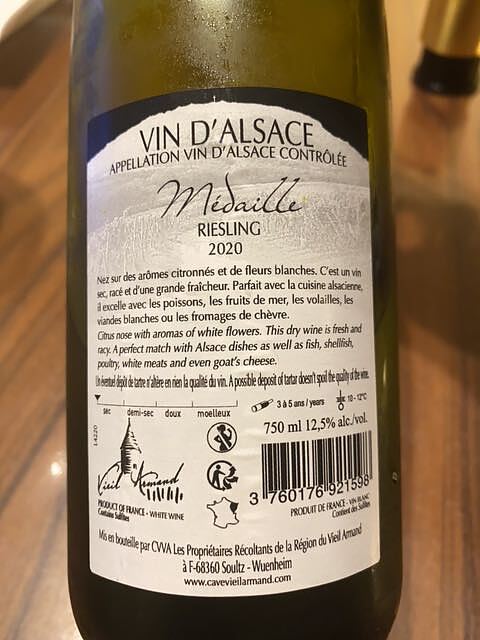 VIN D'ALSACE
APPELLATION VIN D'ALSACE CONTRÔLÉE
Médaille
RIESLING
2020
Nez sur des arômes citronnés et de fleurs blanches. C'est un vin
sec, racé et d'une grande fraîcheur. Parfait avec la cuisine alsacienne,
il excelle avec les poissons, les fruits de mer, les volailles, les
viandes blanches ou les fromages de chèvre.
Citrus nose with aromas of white flowers. This dry wine is fresh and
racy. A perfect match with Alsace dishes as well as fish, shellfish,
poultry, white meats and even goat's cheese.
Un éventuel dépôt de tartre n'altère en rien la qualité du vin. A possible deposit of tartar doesn't spoil the quality of the wine.
sec demi-sec doux moelleux
3 à 5 ans / years
10 - 12°C
L4220
750 ml 12,5% alc./vol.
Vieil Armand
3 760176 921598
PRODUCT OF FRANCE - WHITE WINE
Contains Sulfites
PRODUIT DE FRANCE - VIN BLANC
Contient des Sulfites
Mis en bouteille par CVVA Les Propriétaires Récoltants de la Région du Vieil Armand
à F-68360 Soultz - Wuenheim
www.cavevieilarmand.com